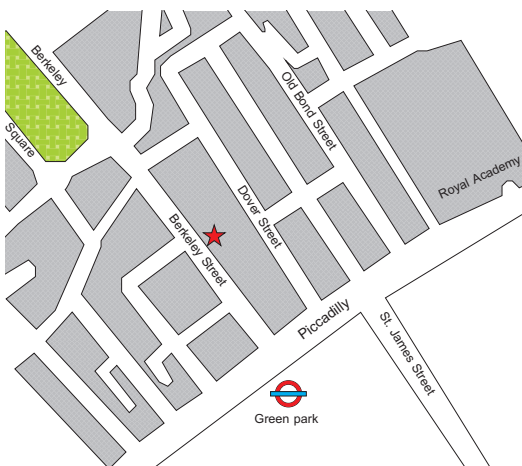 Berkeley
Square
Old Bond Street
Royal Academy
Dover Street
Berkeley Street
Piccadilly
St. James Street
Green park